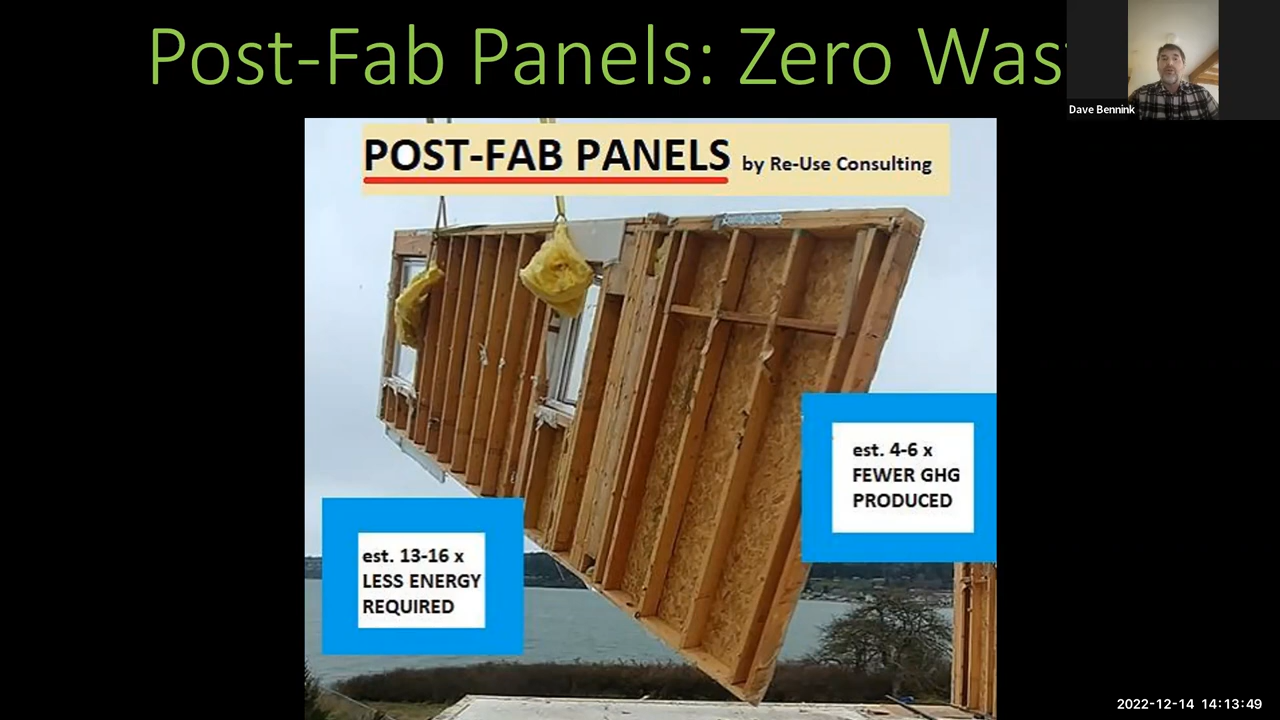 Post-Fab Panels: Zero Was
Dave Bennink
POST-FAB PANELS by Re-Use Consulting
est. 4-6 x
FEWER GHG
PRODUCED
est. 13-16 x
LESS ENERGY
REQUIRED
2022-12-14 14:13:49